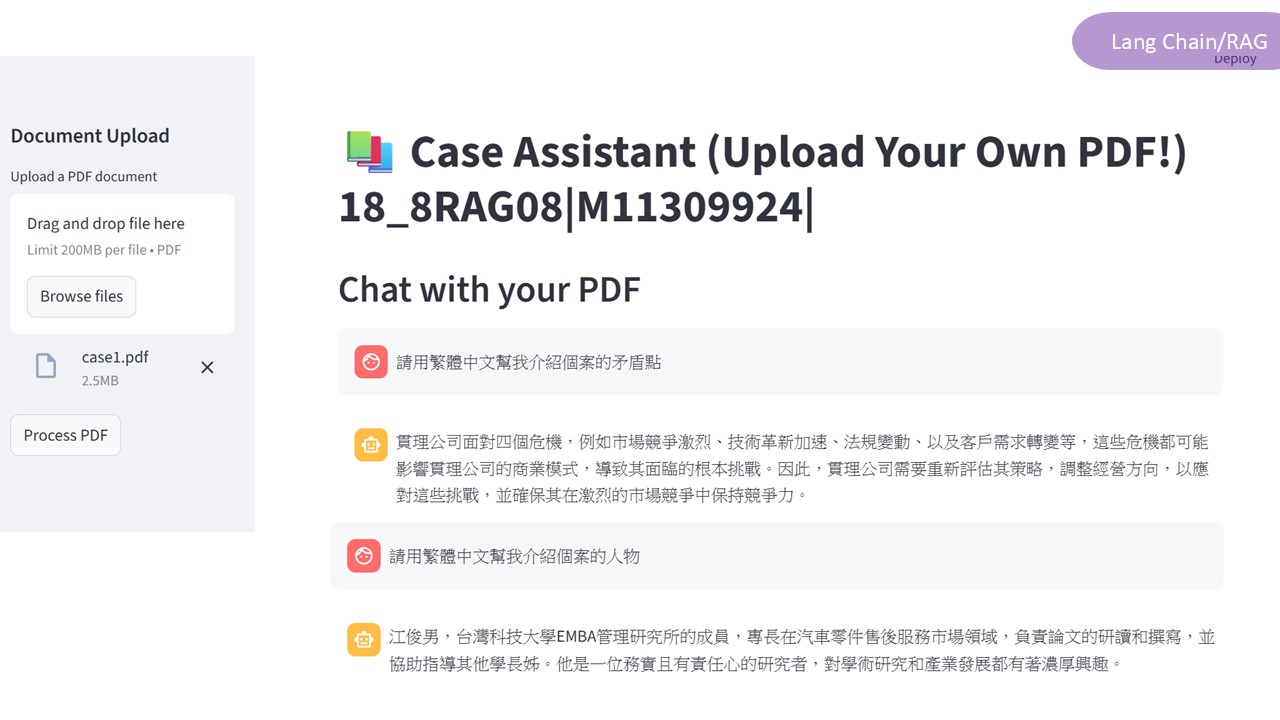 Lang Chain/RAG
Deploy
Document Upload
Upload a PDF document
Drag and drop file here
Limit 200MB per file • PDF
Browse files
case1.pdf
2.5MB
Process PDF
📚 Case Assistant (Upload Your Own PDF!)
18_8RAG08|M11309924|
Chat with your PDF
請用繁體中文幫我介紹個案的矛盾點
貫理公司面對四個危機，例如市場競爭激烈、技術革新加速、法規變動、以及客戶需求轉變等，這些危機都可能
影響貫理公司的商業模式，導致其面臨的根本挑戰。因此，貫理公司需要重新評估其策略，調整經營方向，以應
對這些挑戰，並確保其在激烈的市場競爭中保持競爭力。
請用繁體中文幫我介紹個案的人物
江俊男，台灣科技大學EMBA管理研究所的成員，專長在汽車零件售後服務市場領域，負責論文的研讀和撰寫，並
協助指導其他學長姊。他是一位務實且有責任心的研究者，對學術研究和產業發展都有著濃厚興趣。